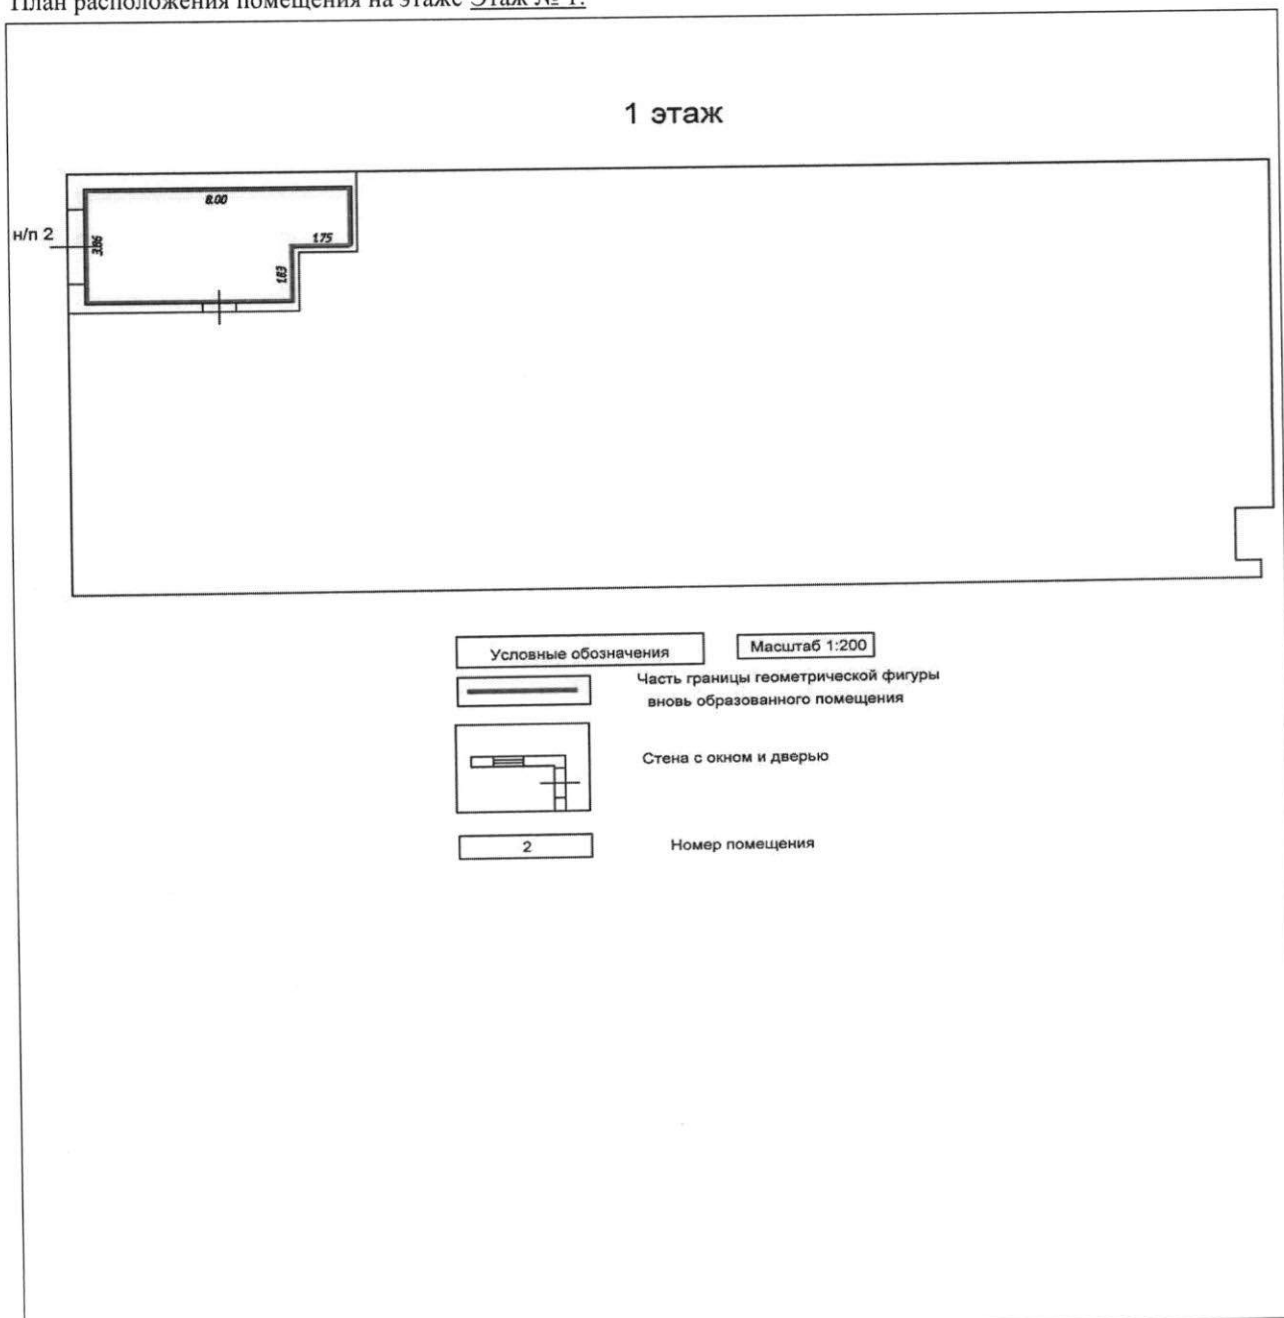 План расположения помещения на этаже Этаж № 1.
1 этаж
8.00
н/п 2
3.86
1.75
1.83
Условные обозначения
Масштаб 1:200
Часть границы геометрической фигуры
вновь образованного помещения
Стена с окном и дверью
2
Номер помещения